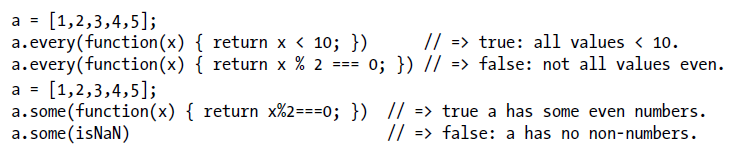 a = [1,2,3,4,5];
a.every(function(x) { return x < 10; })      // => true: all values < 10.
a.every(function(x) { return x % 2 === 0; }) // => false: not all values even.
a = [1,2,3,4,5];
a.some(function(x) { return x%2===0; })  // => true a has some even numbers.
a.some(isNaN)                            // => false: a has no non-numbers.